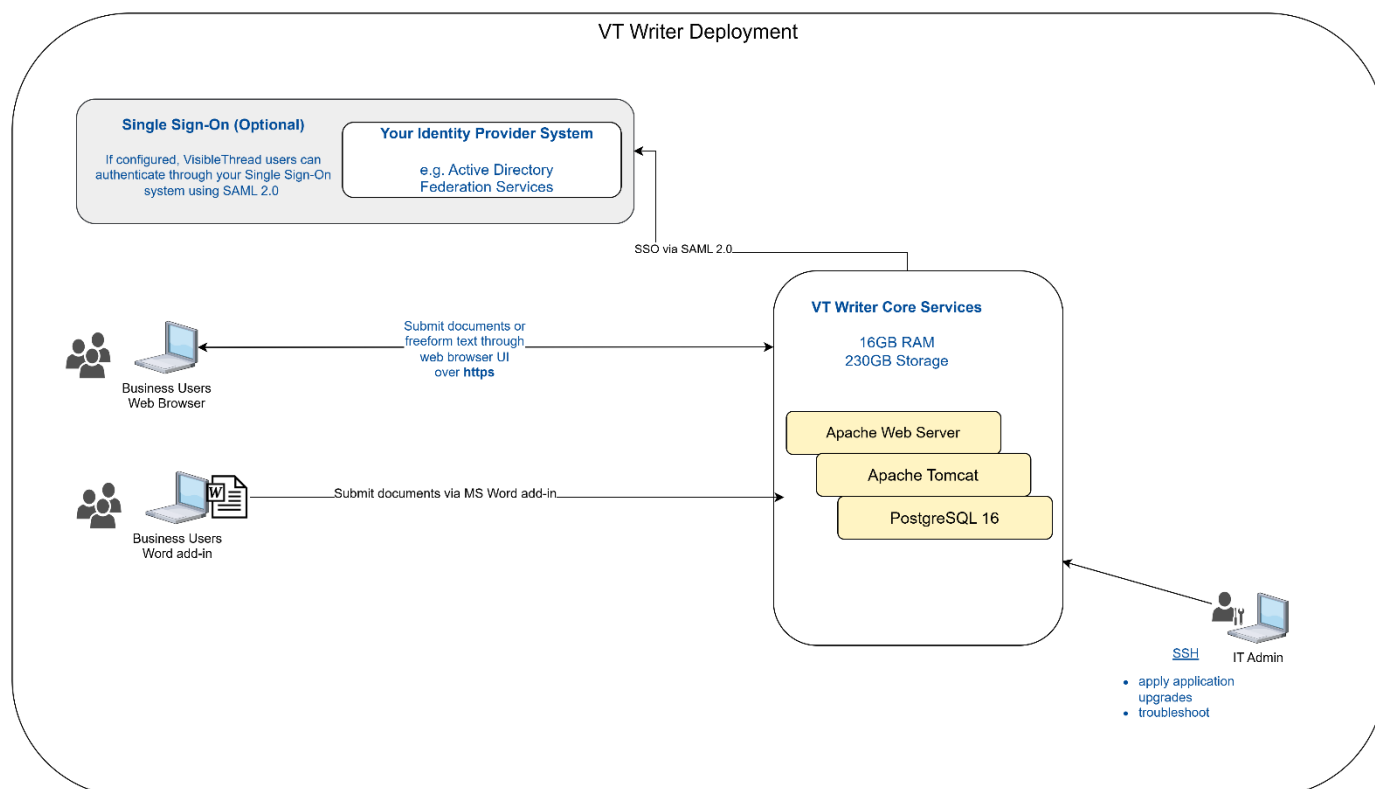 VT Writer Deployment
Single Sign-On (Optional)
If configured, VisibleThread users can
authenticate through your Single Sign-On
system using SAML 2.0
Your Identity Provider System
e.g. Active Directory
Federation Services
SSO via SAML 2.0
VT Writer Core Services
16GB RAM
230GB Storage
Submit documents or
freeform text through
web browser UI
over https
Business Users
Web Browser
Apache Web Server
Apache Tomcat
PostgreSQL 16
W
Submit documents via MS Word add-in
Business Users
Word add-in
IT Admin
SSH
• apply application
upgrades
• troubleshoot